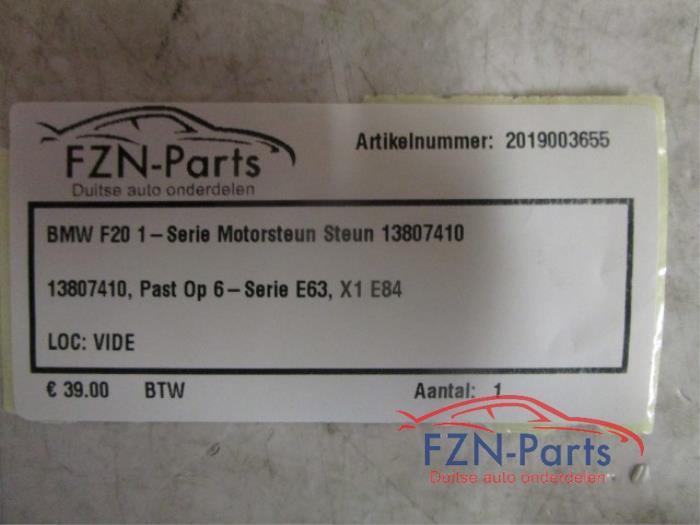 FZN-Parts
Duitse auto onderdelen
Artikelnummer: 2019003655
BMW F20 1-Serie Motorsteun Steun 13807410
13807410, Past Op 6-Serie E63, X1 E84
LOC: VIDE
€ 39.00 BTW Aantal: 1
FZN-Parts
Duitse auto onderdelen